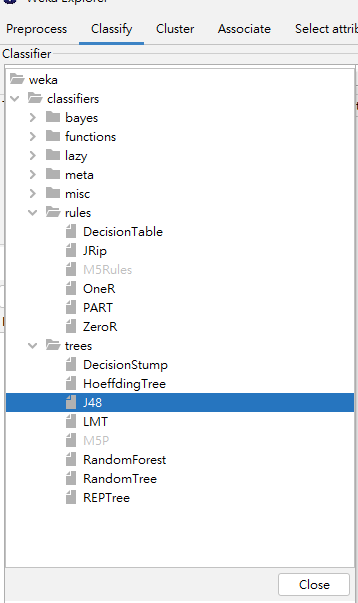 Weka Explorer
Preprocess Classify Cluster Associate Select attrib
Classifier
weka
classifiers
bayes
functions
lazy
meta
misc
rules
DecisionTable
JRip
M5Rules
OneR
PART
ZeroR
trees
DecisionStump
HoeffdingTree
J48
LMT
M5P
RandomForest
RandomTree
REPTree
Close